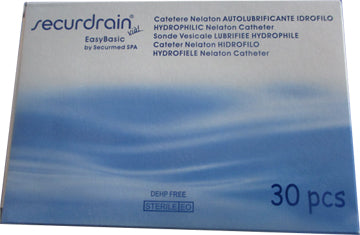 securdrain
vial
EasyBasic
by Securmed SPA
Catetere Nelaton AUTOLUBRIFICANTE IDROFILO
HYDROPHILIC Nelaton Catheter
Sonde Vesicale LUBRIFIEE HYDROPHILE
Cateter Nelaton HIDROFILO
HYDROFIELE Nelaton Catheter
DEHP FREE
STERILE EO
30 pcs